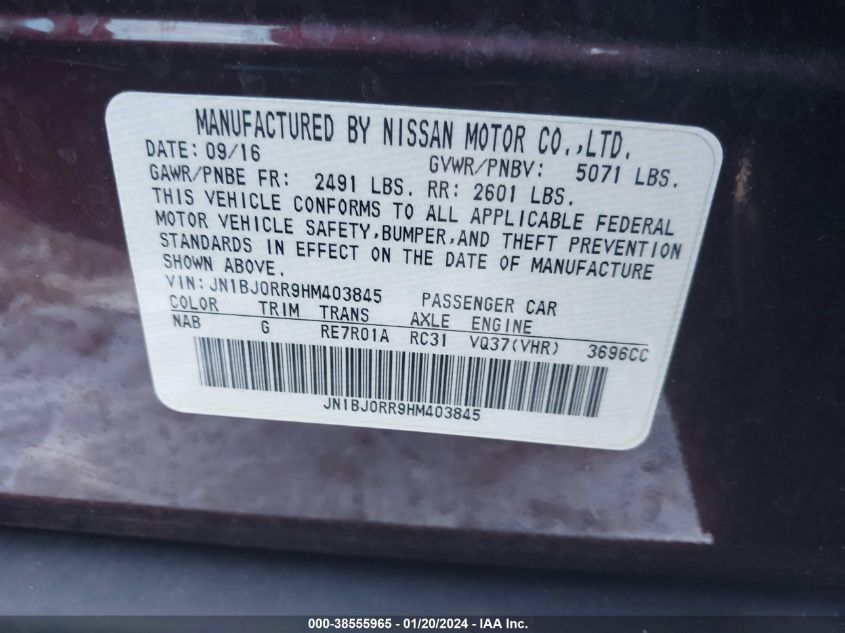 MANUFACTURED BY NISSAN MOTOR CO.,LTD.
DATE: 09/16 GVWR/PNBV: 5071 LBS.
GAWR/PNBE FR: 2491 LBS. RR: 2601 LBS.
THIS VEHICLE CONFORMS TO ALL APPLICABLE FEDERAL
MOTOR VEHICLE SAFETY,BUMPER,AND THEFT PREVENTION
STANDARDS IN EFFECT ON THE DATE OF MANUFACTURE
SHOWN ABOVE.
VIN:JN1BJ0RR9HM403845 PASSENGER CAR
COLOR TRIM TRANS AXLE ENGINE
NAB G RE7R01A RC31 VQ37(VHR) 3696CC
JN1BJ0RR9HM403845
000-38555965 - 01/20/2024 - IAAI.com